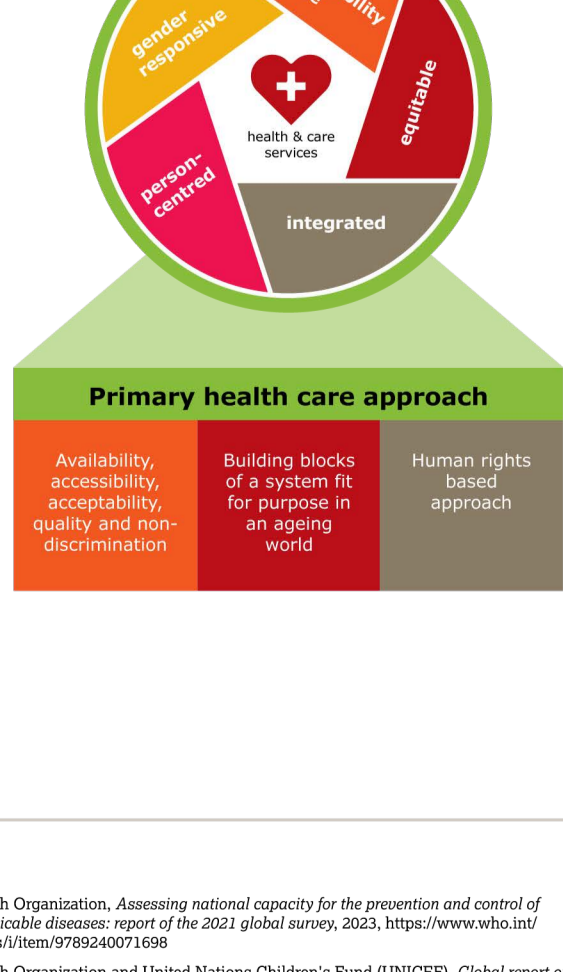 gender
responsive
equitable
health & care
services
person-
centred
integrated
Primary health care approach
Availability,
accessibility,
acceptability,
quality and non-
discrimination
Building blocks
of a system fit
for purpose in
an ageing
world
Human rights
based
approach
h Organization, Assessing national capacity for the prevention and control of
icable diseases: report of the 2021 global survey, 2023, https://www.who.int/
s/i/item/9789240071698
h Organization and United Nations Children's Fund (UNICEF), Global report o